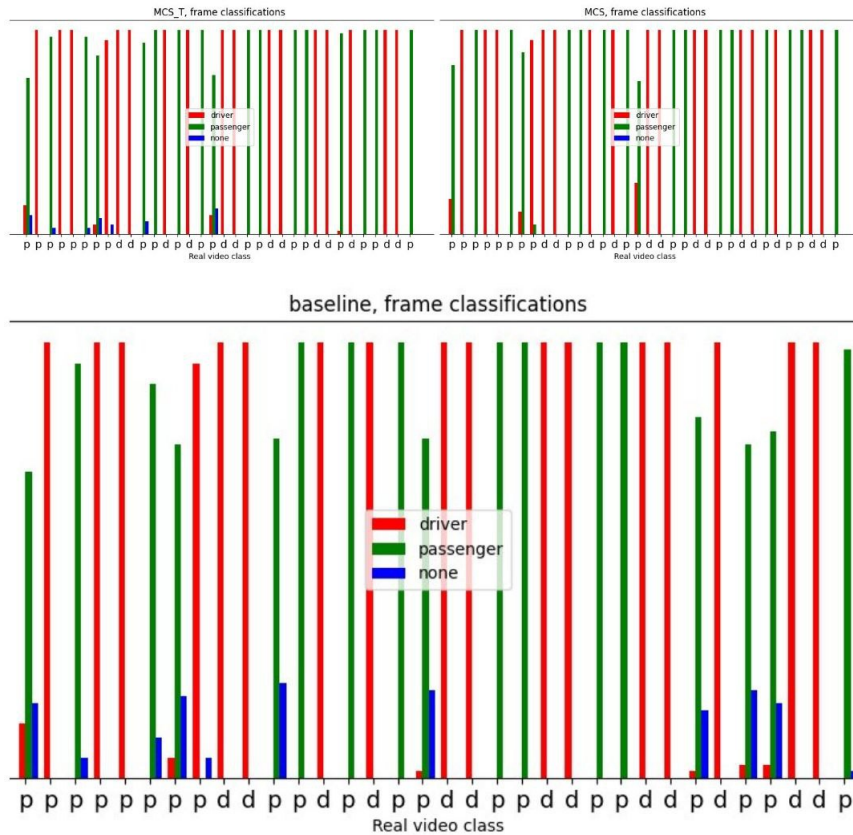 MCS_T, frame classifications
driver
passenger
none
p p p p p p p p d d p p d p d p p d d p p d d p p d d p d p p d d p
Real video class
MCS, frame classifications
driver
passenger
none
p p p p p p p p d d p p d p d p p d d p p d d p p d d p d p p d d p
Real video class
baseline, frame classifications
driver
passenger
none
p p p p p p p p d d p p d p d p p d d p p d d p p d d p d p p d d p
Real video class